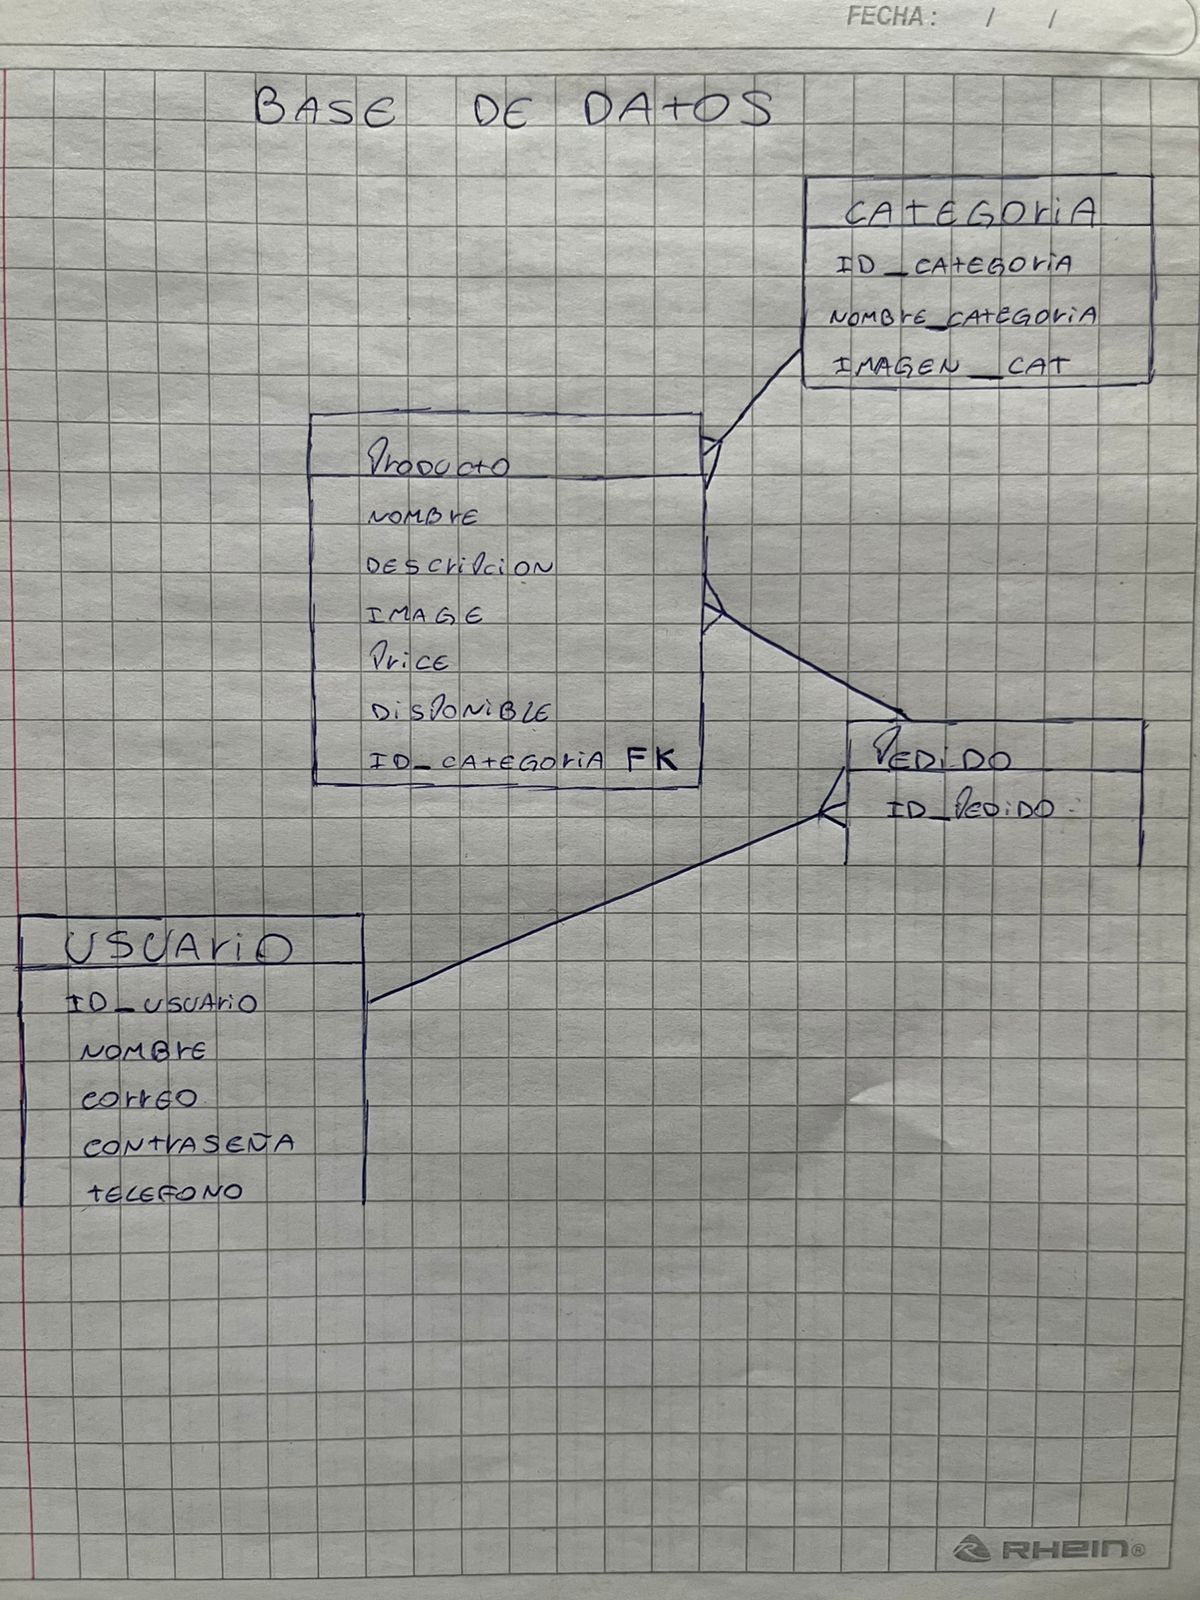 FECHA: / /
BASE DE DATOS
CATEGORIA
ID_CATEGORIA
NOMBRE_CATEGORIA
IMAGEN_CAT
PRODUCTO
NOMBRE
DESCRIPCION
IMAGE
PRICE
DISPONIBLE
ID_CATEGORIA FK
PEDIDO
ID_PEDIDO
USUARIO
ID_USUARIO
NOMBRE
CORREO
CONTRASEÑA
TELEFONO
RHEIN®